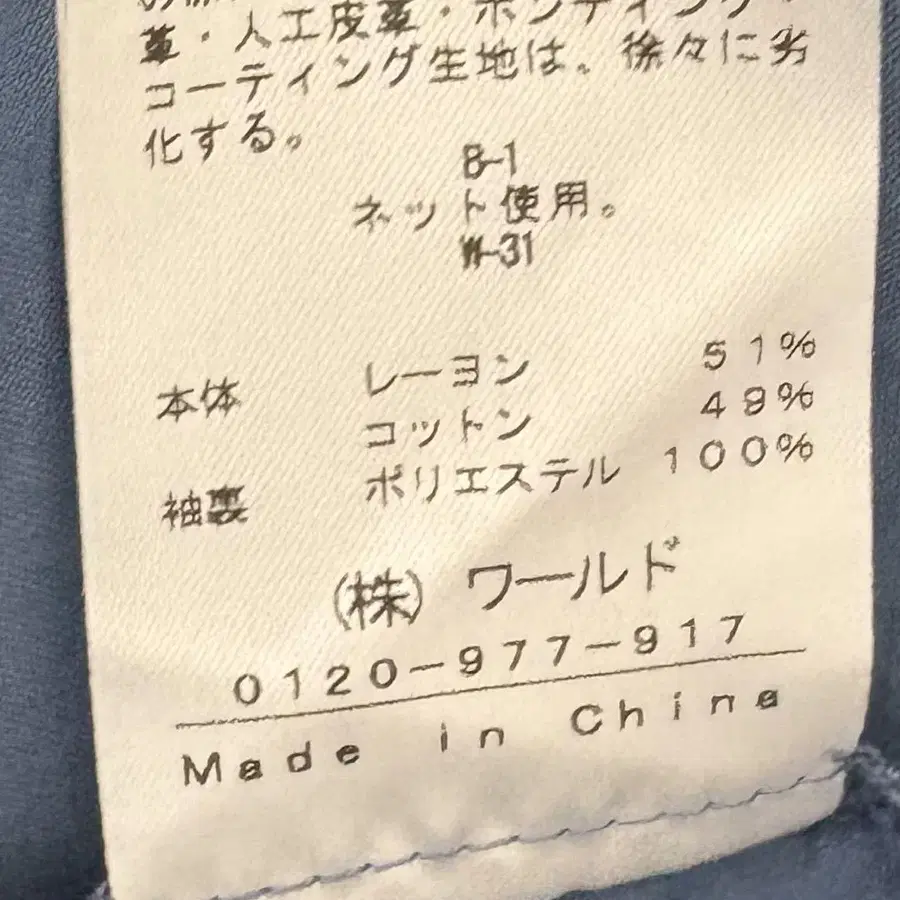 革・人工皮革・ボンディング・
コーティング生地は、徐々に劣
化する。
B-1
ネット使用。
W-31
本体 レーヨン 51%
コットン 49%
袖裏 ポリエステル 100%
(株) ワールド
0120-977-917
Made in China